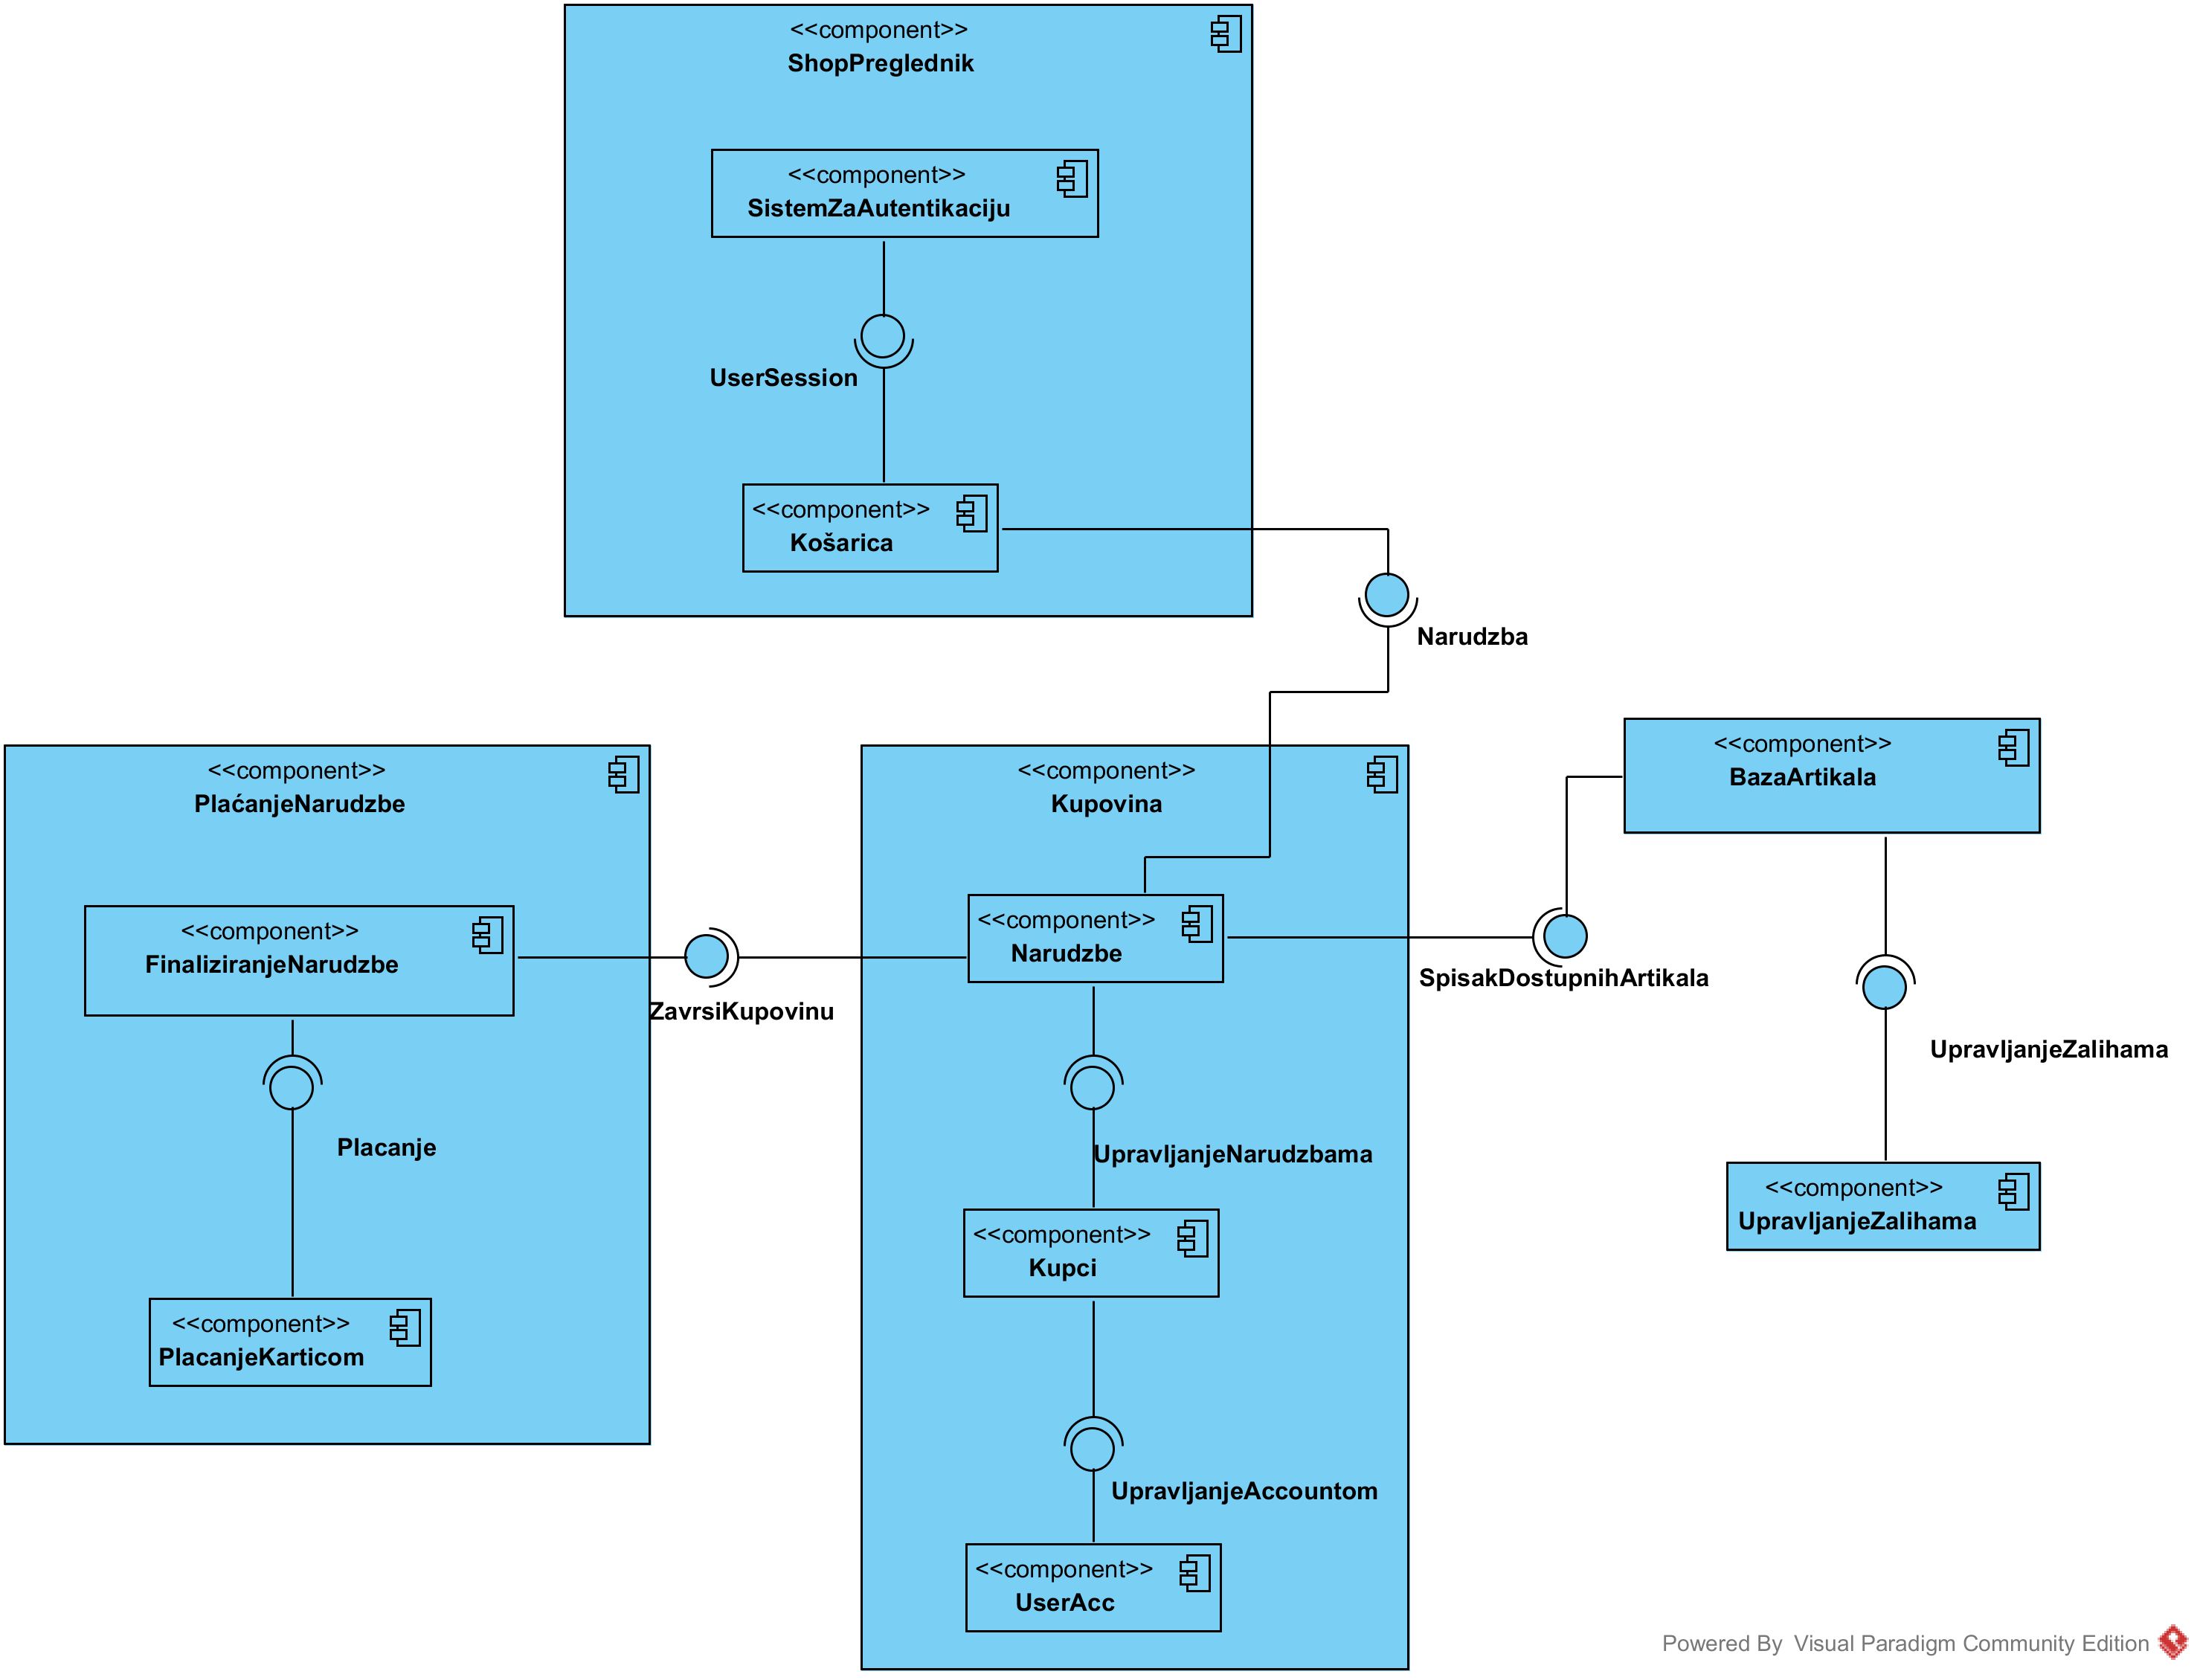 <<component>>
ShopPreglednik
<<component>>
SistemZaAutentikaciju
UserSession
<<component>>
Košarica
Narudzba
<<component>>
PlaćanjeNarudzbe
<<component>>
FinaliziranjeNarudzbe
Placanje
<<component>>
PlacanjeKarticom
ZavrsiKupovinu
<<component>>
Kupovina
<<component>>
Narudzbe
UpravljanjeNarudzbama
<<component>>
Kupci
UpravljanjeAccountom
<<component>>
UserAcc
<<component>>
BazaArtikala
SpisakDostupnihArtikala
UpravljanjeZalihama
<<component>>
UpravljanjeZalihama
Powered By Visual Paradigm Community Edition